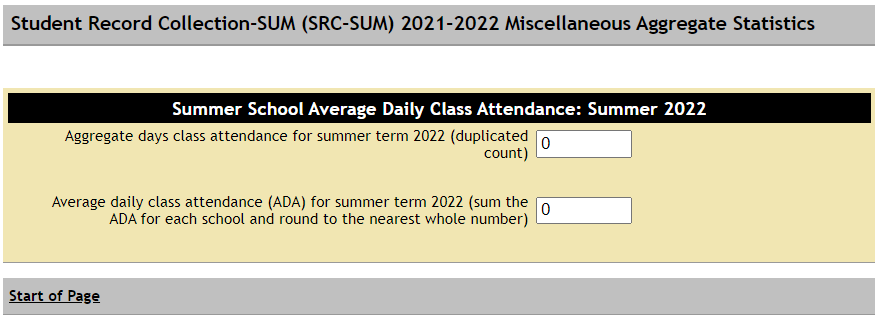 Student Record Collection-SUM (SRC-SUM) 2021-2022 Miscellaneous Aggregate Statistics
Summer School Average Daily Class Attendance: Summer 2022
Aggregate days class attendance for summer term 2022 (duplicated
count)
0
Average daily class attendance (ADA) for summer term 2022 (sum the
ADA for each school and round to the nearest whole number)
0
Start of Page